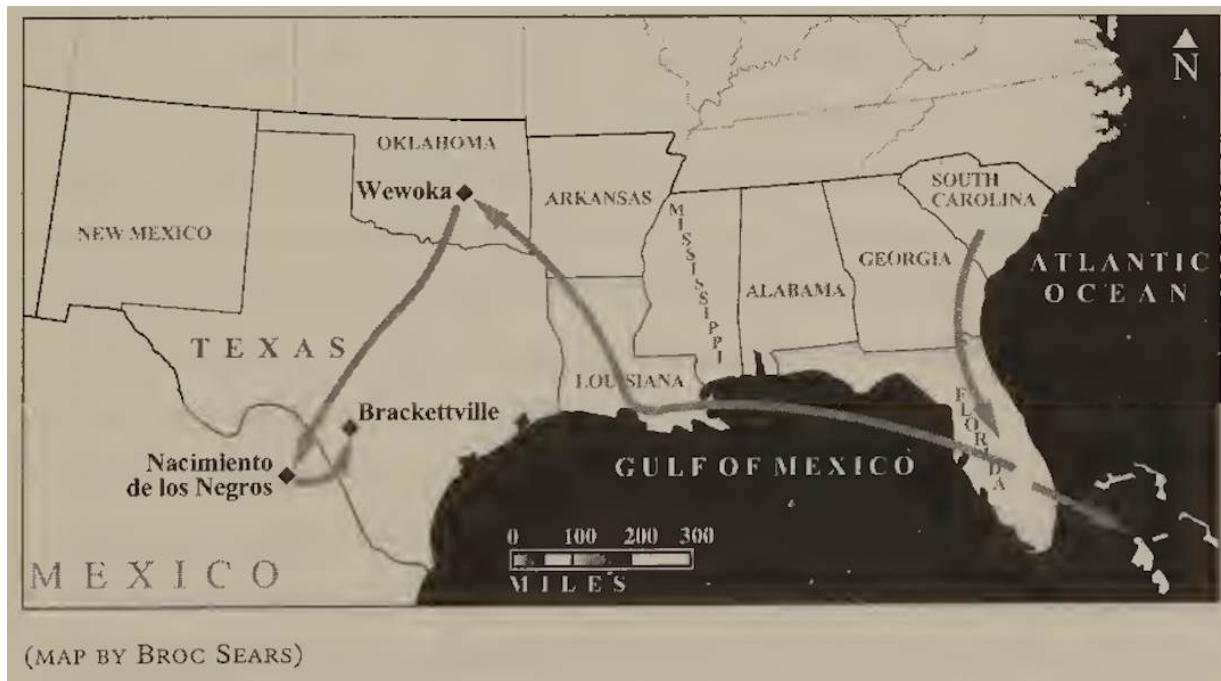 N
OKLAHOMA
Wewoka
ARKANSAS
SOUTH
CAROLINA
NEW MEXICO
MISSISSIPPI
GEORGIA
ATLANTIC
OCEAN
ALABAMA
TEXAS
LOUISIANA
Brackettville
FLORIDA
Nacimiento
de los Negros
GULF OF MEXICO
0 100 200 300
MILES
MEXICO
(MAP BY BROC SEARS)